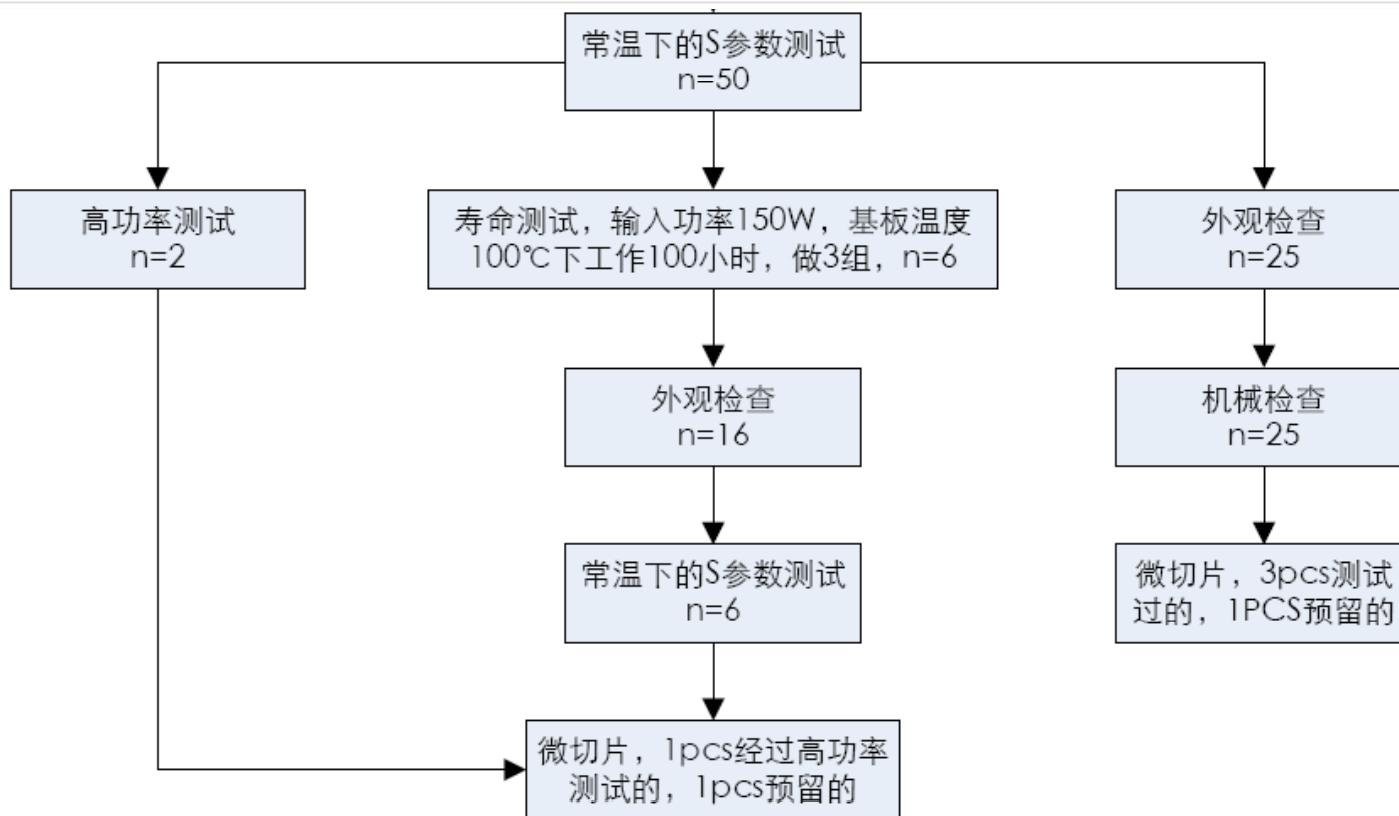 常温下的S参数测试
n=50
高功率测试
n=2
寿命测试，输入功率150W，基板温度
100℃下工作100小时，做3组，n=6
外观检查
n=25
外观检查
n=16
机械检查
n=25
常温下的S参数测试
n=6
微切片，3pcs测试
过的，1PCS预留的
微切片，1pcs经过高功率
测试的，1pcs预留的